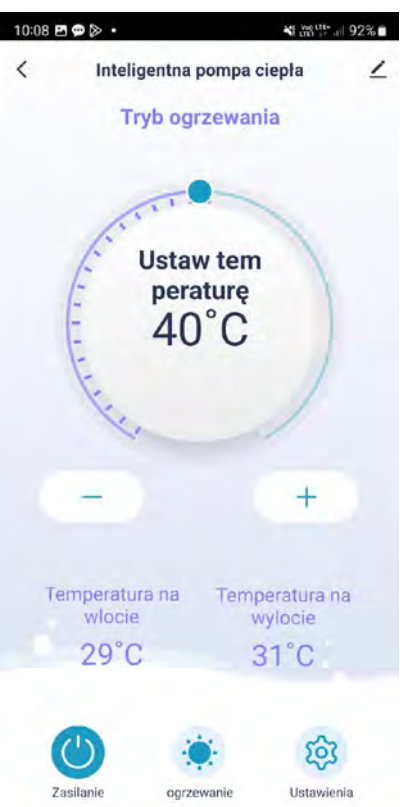 10:08
92%
Inteligentna pompa ciepła
Tryb ogrzewania
Ustaw tem
peraturę
40°C
Temperatura na
wlocie
29°C
Temperatura na
wylocie
31°C
Zasilanie
ogrzewanie
Ustawienia